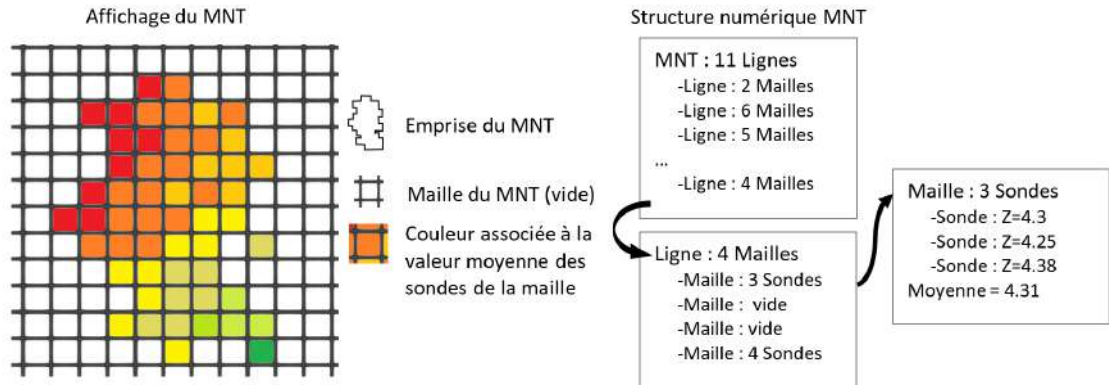 Affichage du MNT
Emprise du MNT
Maille du MNT (vide)
Couleur associée à la
valeur moyenne des
sondes de la maille
Structure numérique MNT
MNT : 11 Lignes
-Ligne : 2 Mailles
-Ligne : 6 Mailles
-Ligne : 5 Mailles
...
-Ligne : 4 Mailles
Ligne : 4 Mailles
-Maille : 3 Sondes
-Maille : vide
-Maille : vide
-Maille : 4 Sondes
Maille : 3 Sondes
-Sonde : Z=4.3
-Sonde : Z=4.25
-Sonde : Z=4.38
Moyenne = 4.31